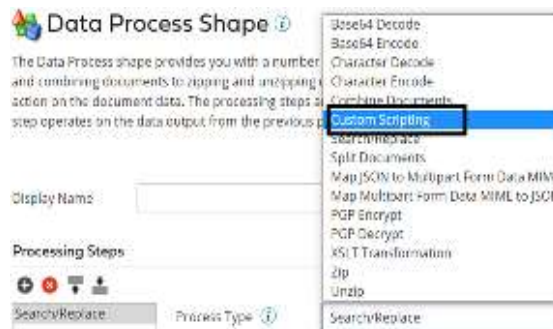 Data Process Shape
The Data Process shape provides you with a number
and combining documents to zipping and unzipping
action on the document data. The processing steps a
step operates on the data output from the previous p
Display Name
Processing Steps
Search/Replace
Process Type
Base64 Decode
Base64 Encode
Character Decode
Character Encode
Combine Documents
Custom Scripting
Search/Replace
Split Documents
Map JSON to Multipart Form Data MIM
Map Multipart Form Data MIME to JSON
PGP Encrypt
PGP Decrypt
XSLT Transformation
Zip
Unzip
Search/Replace